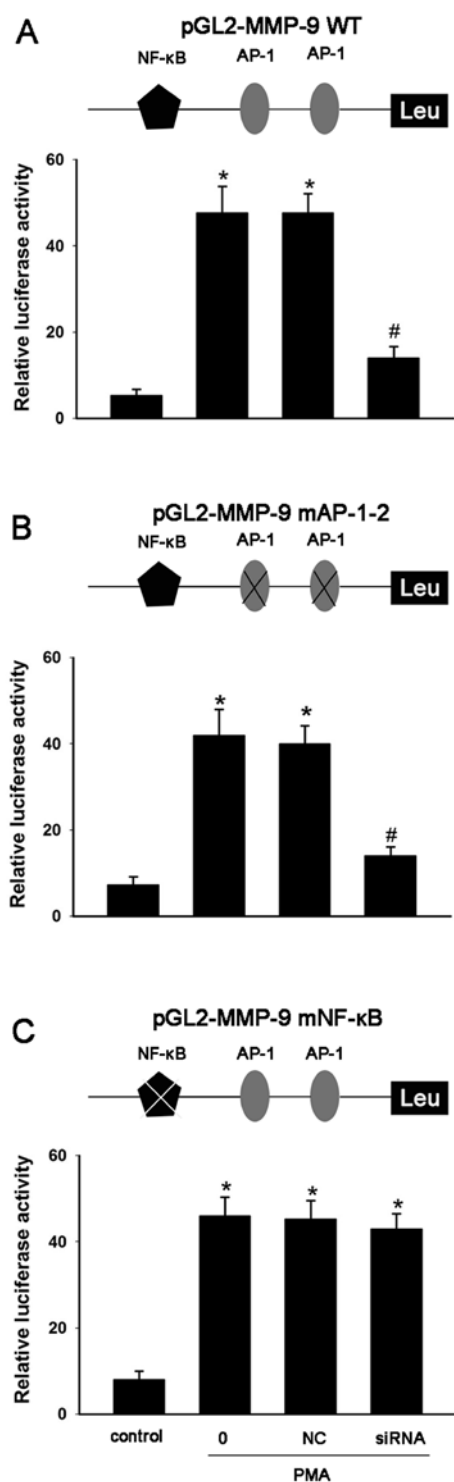 A
pGL2-MMP-9 WT
NF-κB AP-1 AP-1
Leu
Relative luciferase activity
60
40
20
0
*
*
#
B
pGL2-MMP-9 mAP-1-2
NF-κB AP-1 AP-1
Leu
Relative luciferase activity
60
40
20
0
*
*
#
C
pGL2-MMP-9 mNF-κB
NF-κB AP-1 AP-1
Leu
Relative luciferase activity
60
40
20
0
*
*
*
control 0 NC siRNA
PMA